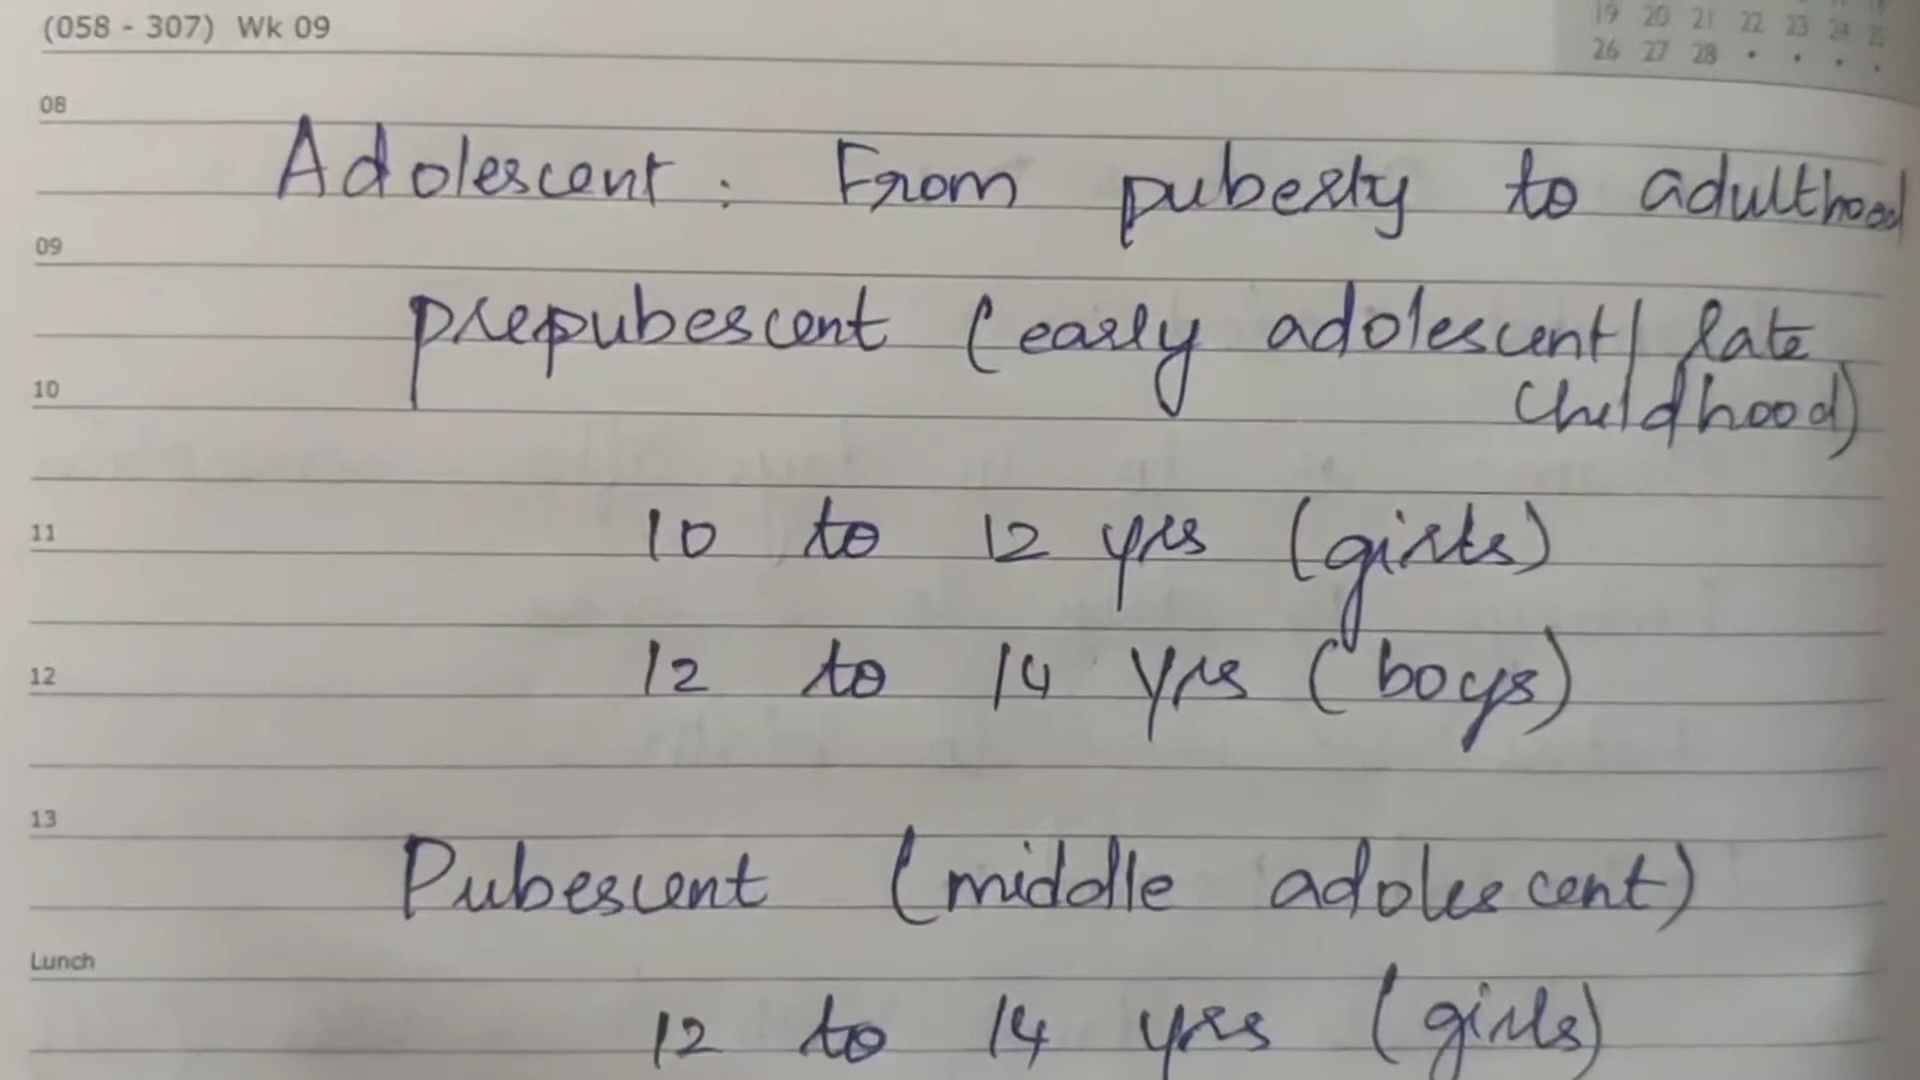 (058 - 307) Wk 09
19 20 21 22 23 24 25
26 27 28 • • • •
08
Adolescent : From puberty to adulthood
09
prepubescent (early adolescent/ late
childhood)
10
11
10 to 12 yrs (girls)
12
12 to 14 yrs (boys)
13
Pubescent (middle adolescent)
Lunch
12 to 14 yrs (girls)